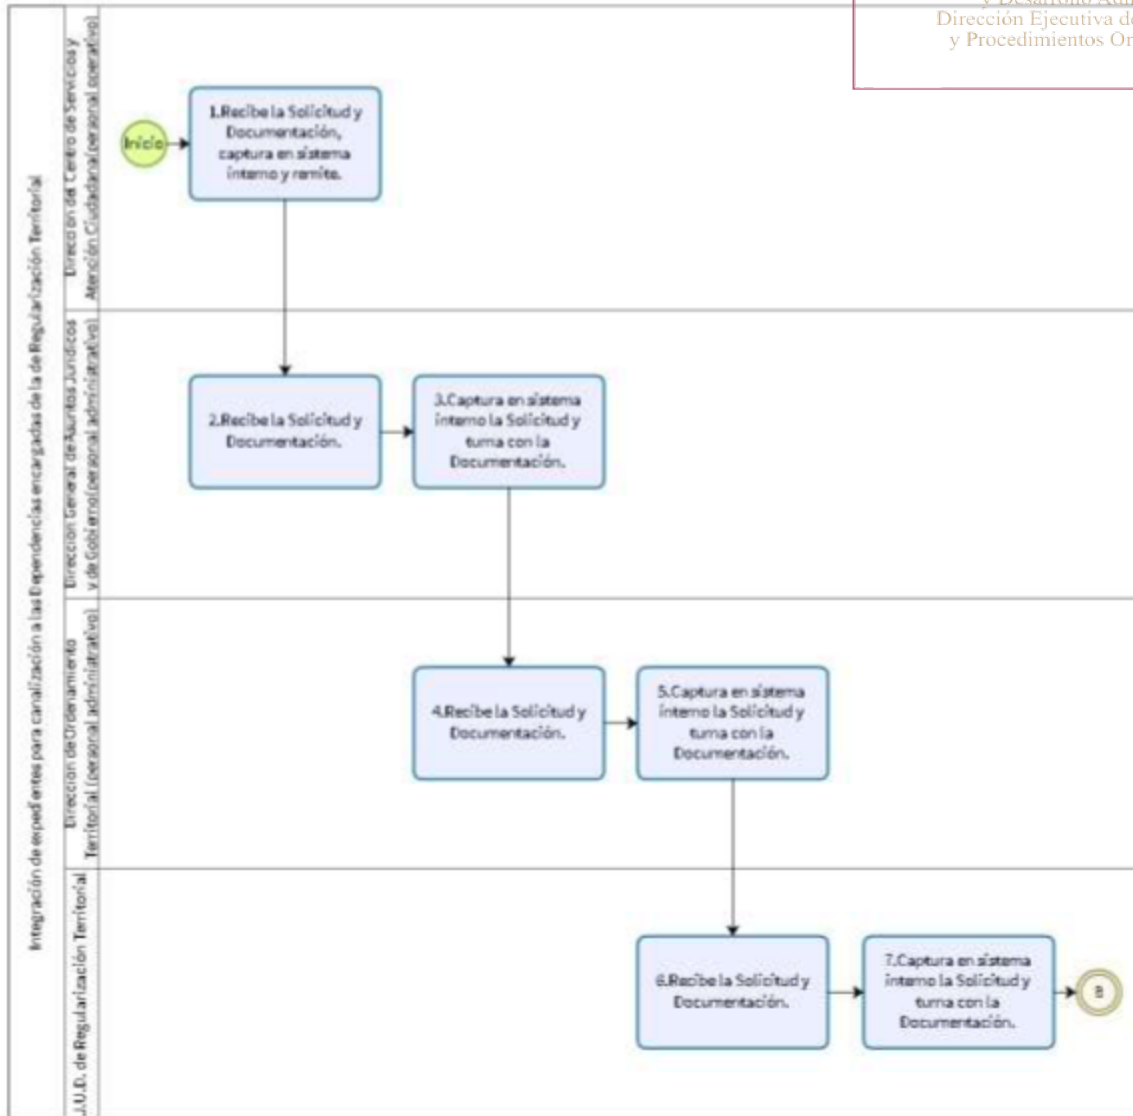 y Desarrollo Adm
Dirección Ejecutiva de
y Procedimientos Or
Integración de expedientes para canalización a las Dependencias encargadas de la de Regularización Territorial
Dirección del Centro de Servicios y
Atención Ciudadana(personal operativo)
Inicio
1.Recibe la Solicitud y
Documentación,
captura en sistema
interno y remite.
Dirección General de Asuntos Jurídicos
y de Gobierno(personal administrativo)
2.Recibe la Solicitud y
Documentación.
3.Captura en sistema
interno la Solicitud y
turna con la
Documentación.
Dirección de Ordenamiento
Territorial (personal administrativo)
4.Recibe la Solicitud y
Documentación.
5.Captura en sistema
interno la Solicitud y
turna con la
Documentación.
J.U.D. de Regularización Territorial
6.Recibe la Solicitud y
Documentación.
7.Captura en sistema
interno la Solicitud y
turna con la
Documentación.